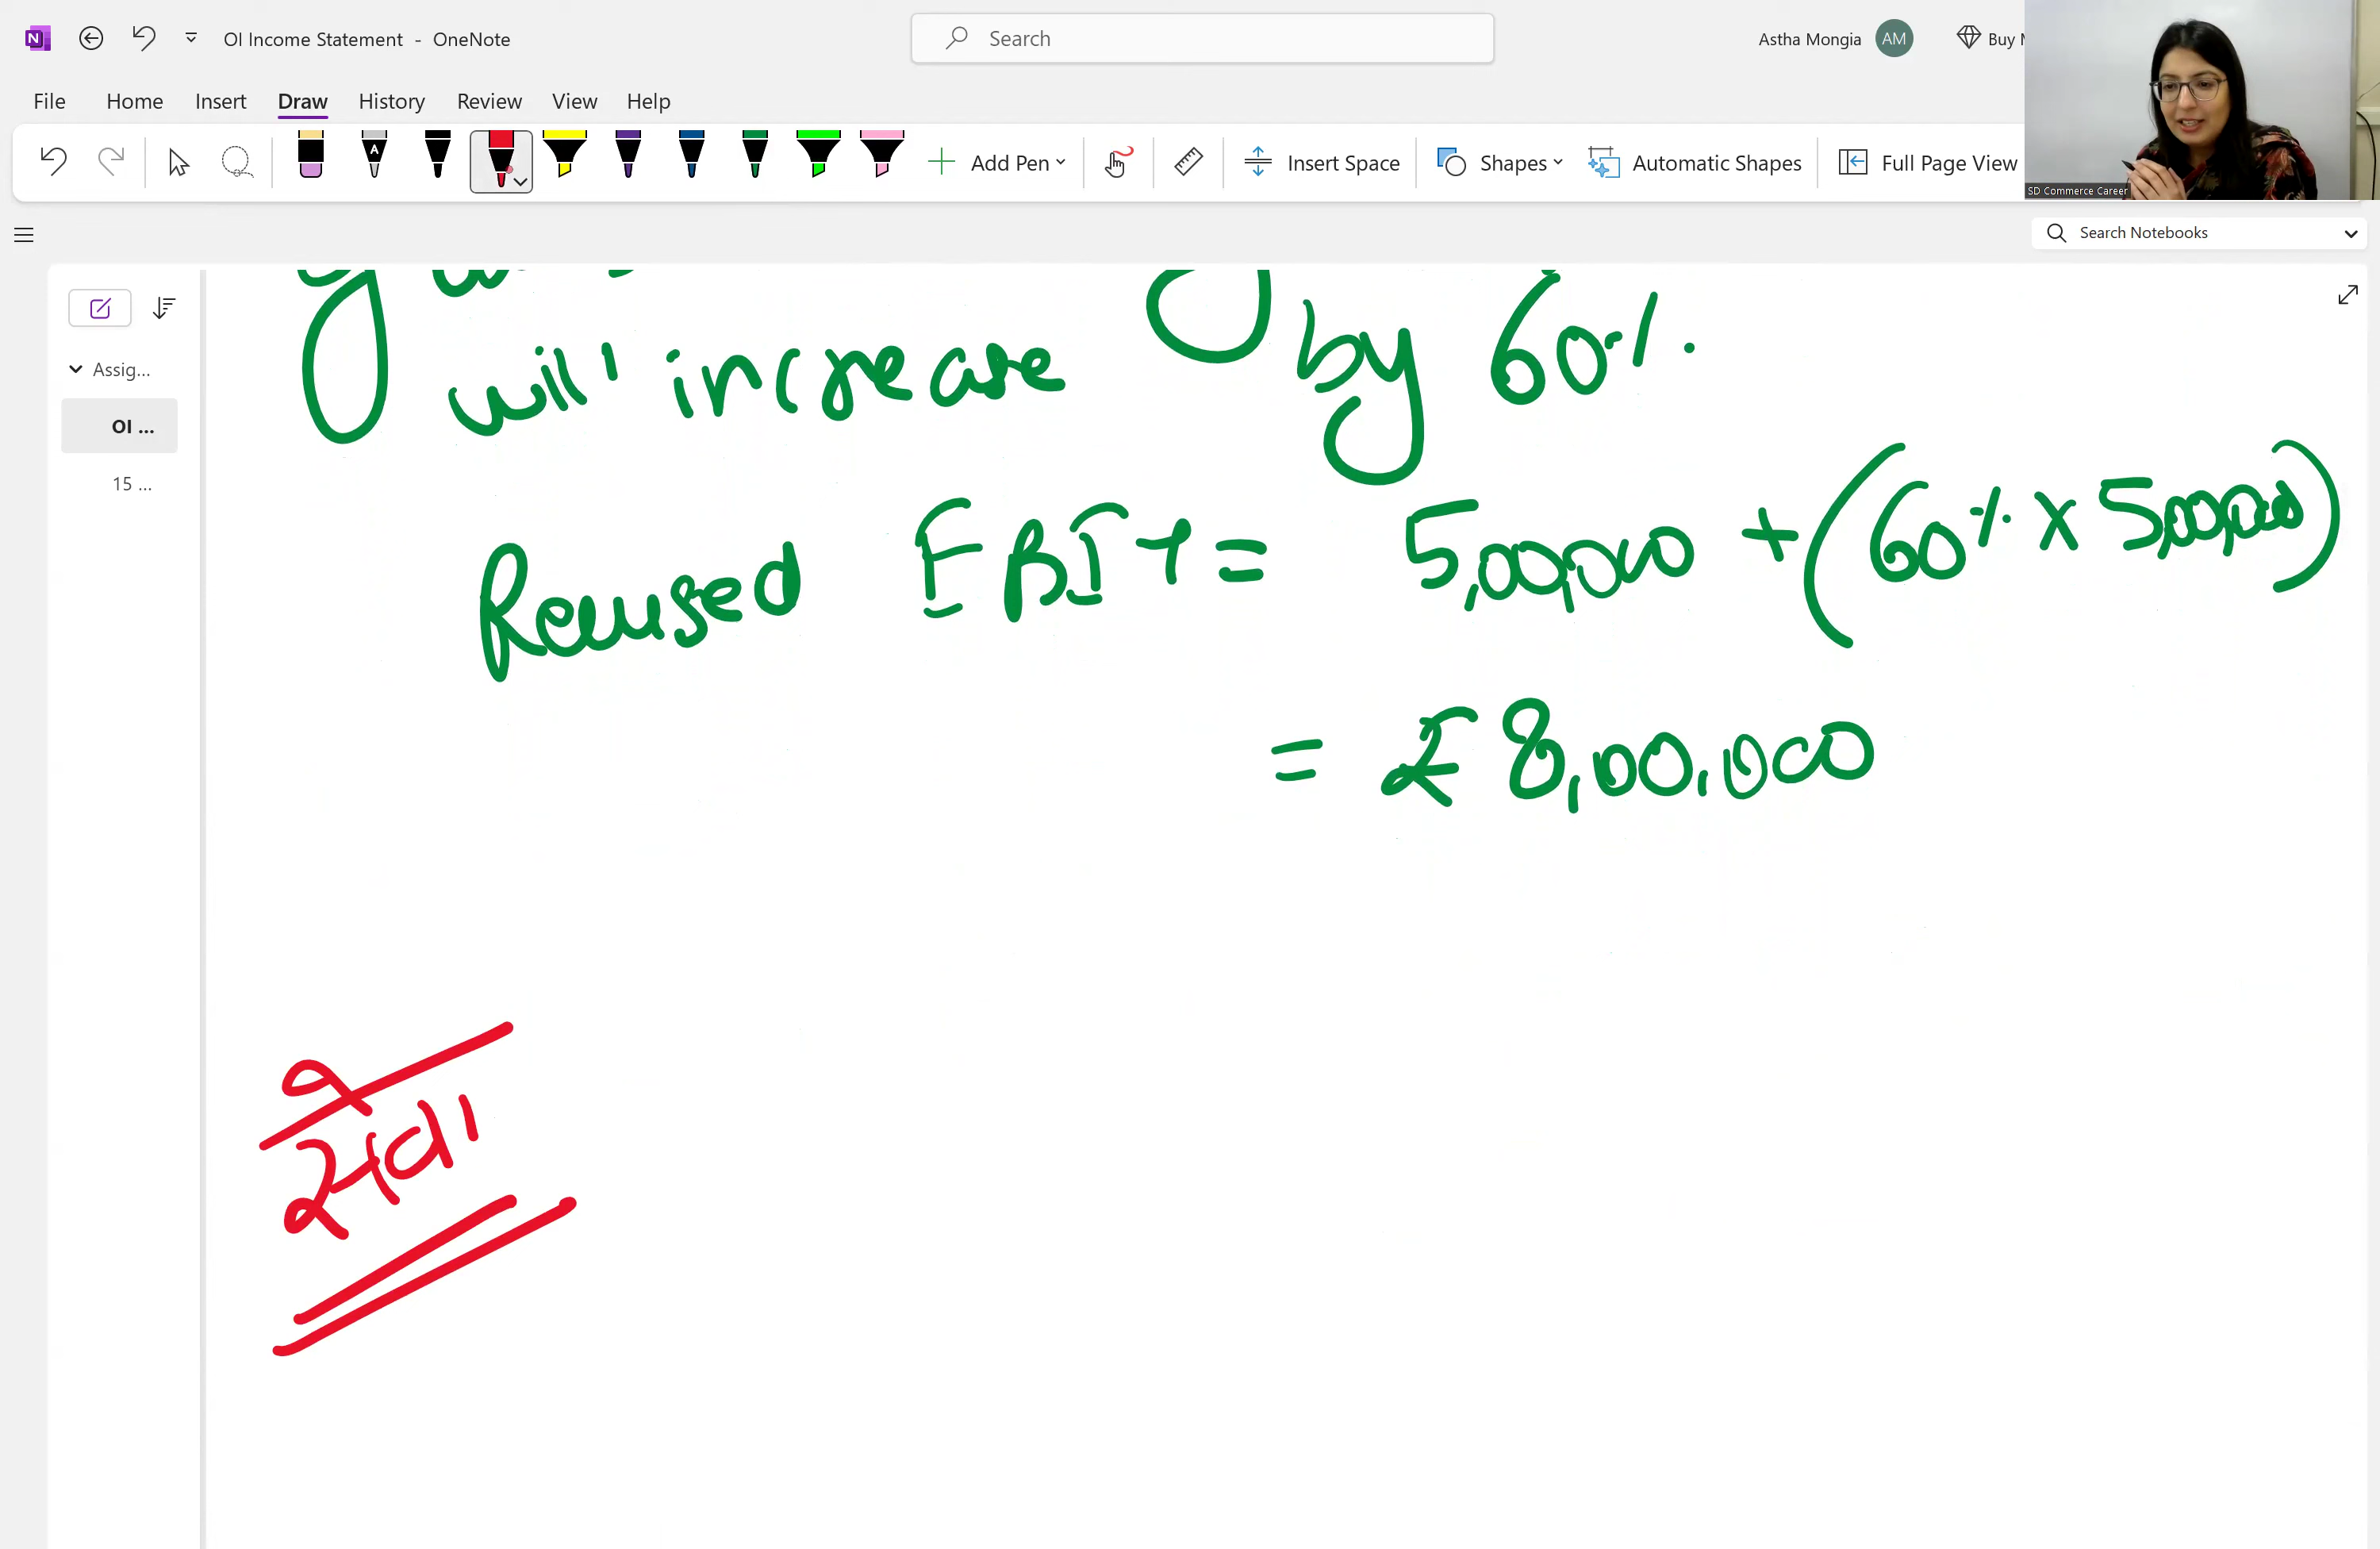 OI Income Statement - OneNote
Search
Astha Mongia AM
Buy
File Home Insert Draw History Review View Help
A
Add Pen
Insert Space
Shapes
Automatic Shapes
Full Page View
SD Commerce Career
Search Notebooks
Assig...
OI ...
15 ...
will increase by 60%.
Revised EBIT = 5,00,000 + (60% x 5,00,000)
= ₹ 8,00,000